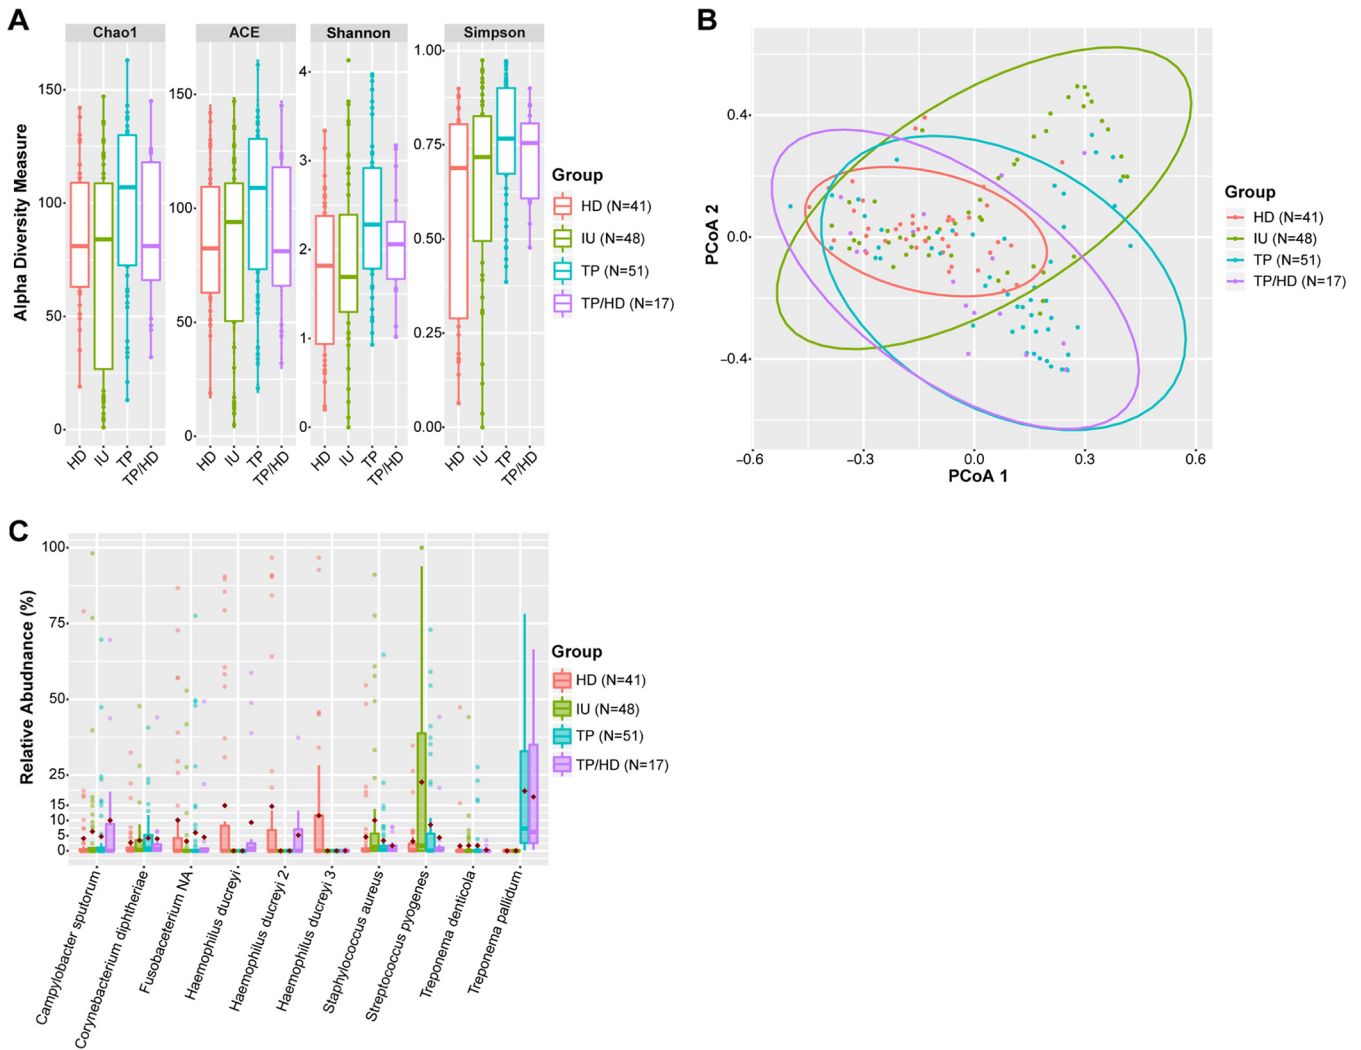 A
Chao1
ACE
Shannon
Simpson
Alpha Diversity Measure
150
100
50
0
150
100
50
0
4
3
2
1
0
1.00
0.75
0.50
0.25
0.00
HD IU TP TP/HD
HD IU TP TP/HD
HD IU TP TP/HD
HD IU TP TP/HD
Group
HD (N=41)
IU (N=48)
TP (N=51)
TP/HD (N=17)
B
PCoA 2
0.4
0.0
−0.4
−0.6
−0.3
0.0
0.3
0.6
PCoA 1
Group
HD (N=41)
IU (N=48)
TP (N=51)
TP/HD (N=17)
C
Relative Abudnance (%)
100
75
50
25
15
10
5
0
Campylobacter sputorum
Corynebacterium diphtheriae
Fusobaceterium NA
Haemophilus ducreyi
Haemophilus ducreyi 2
Haemophilus ducreyi 3
Staphylococcus aureus
Streptococcus pyogenes
Treponema denticola
Treponema pallidum
Group
HD (N=41)
IU (N=48)
TP (N=51)
TP/HD (N=17)